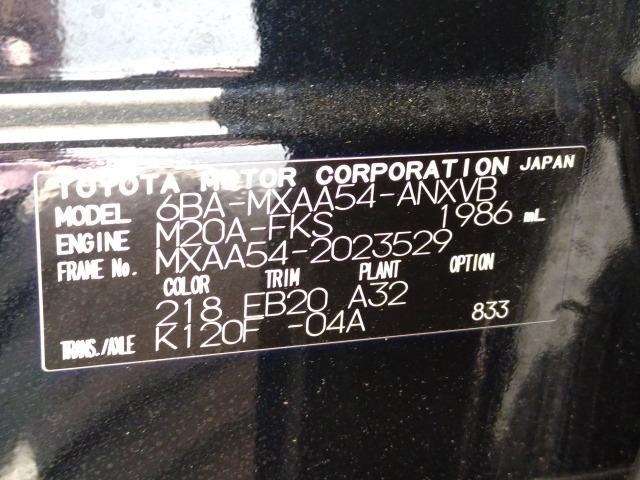 TOYOTA MOTOR CORPORATION JAPAN
MODEL 6BA-MXAA54-ANXVB
ENGINE M20A-FKS 1986 mL
FRAME No. MXAA54-2023529
COLOR TRIM PLANT OPTION
218 EB20 A32
TRANS./AXLE K120F -04A 833